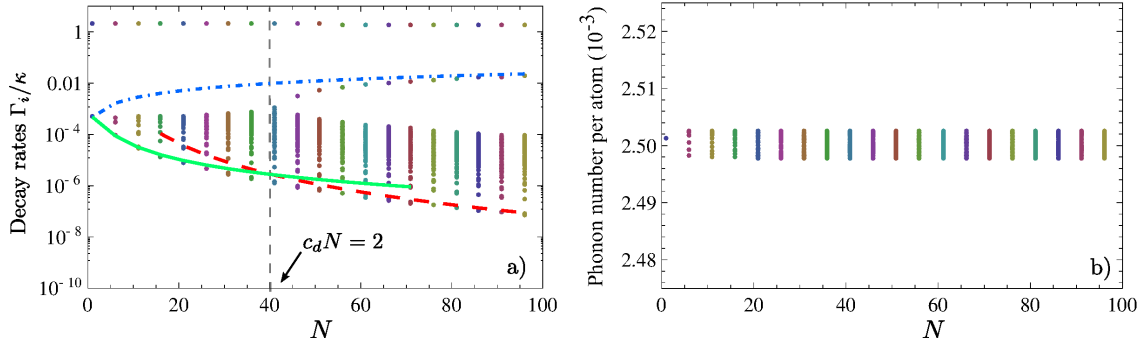 Decay rates Γᵢ/κ
1
0.01
10⁻⁴
10⁻⁶
10⁻⁸
10⁻¹⁰
0 20 40 60 80 100
N
c_d N = 2
a)
Phonon number per atom (10⁻³)
2.52
2.51
2.50
2.49
2.48
0 20 40 60 80 100
N
b)